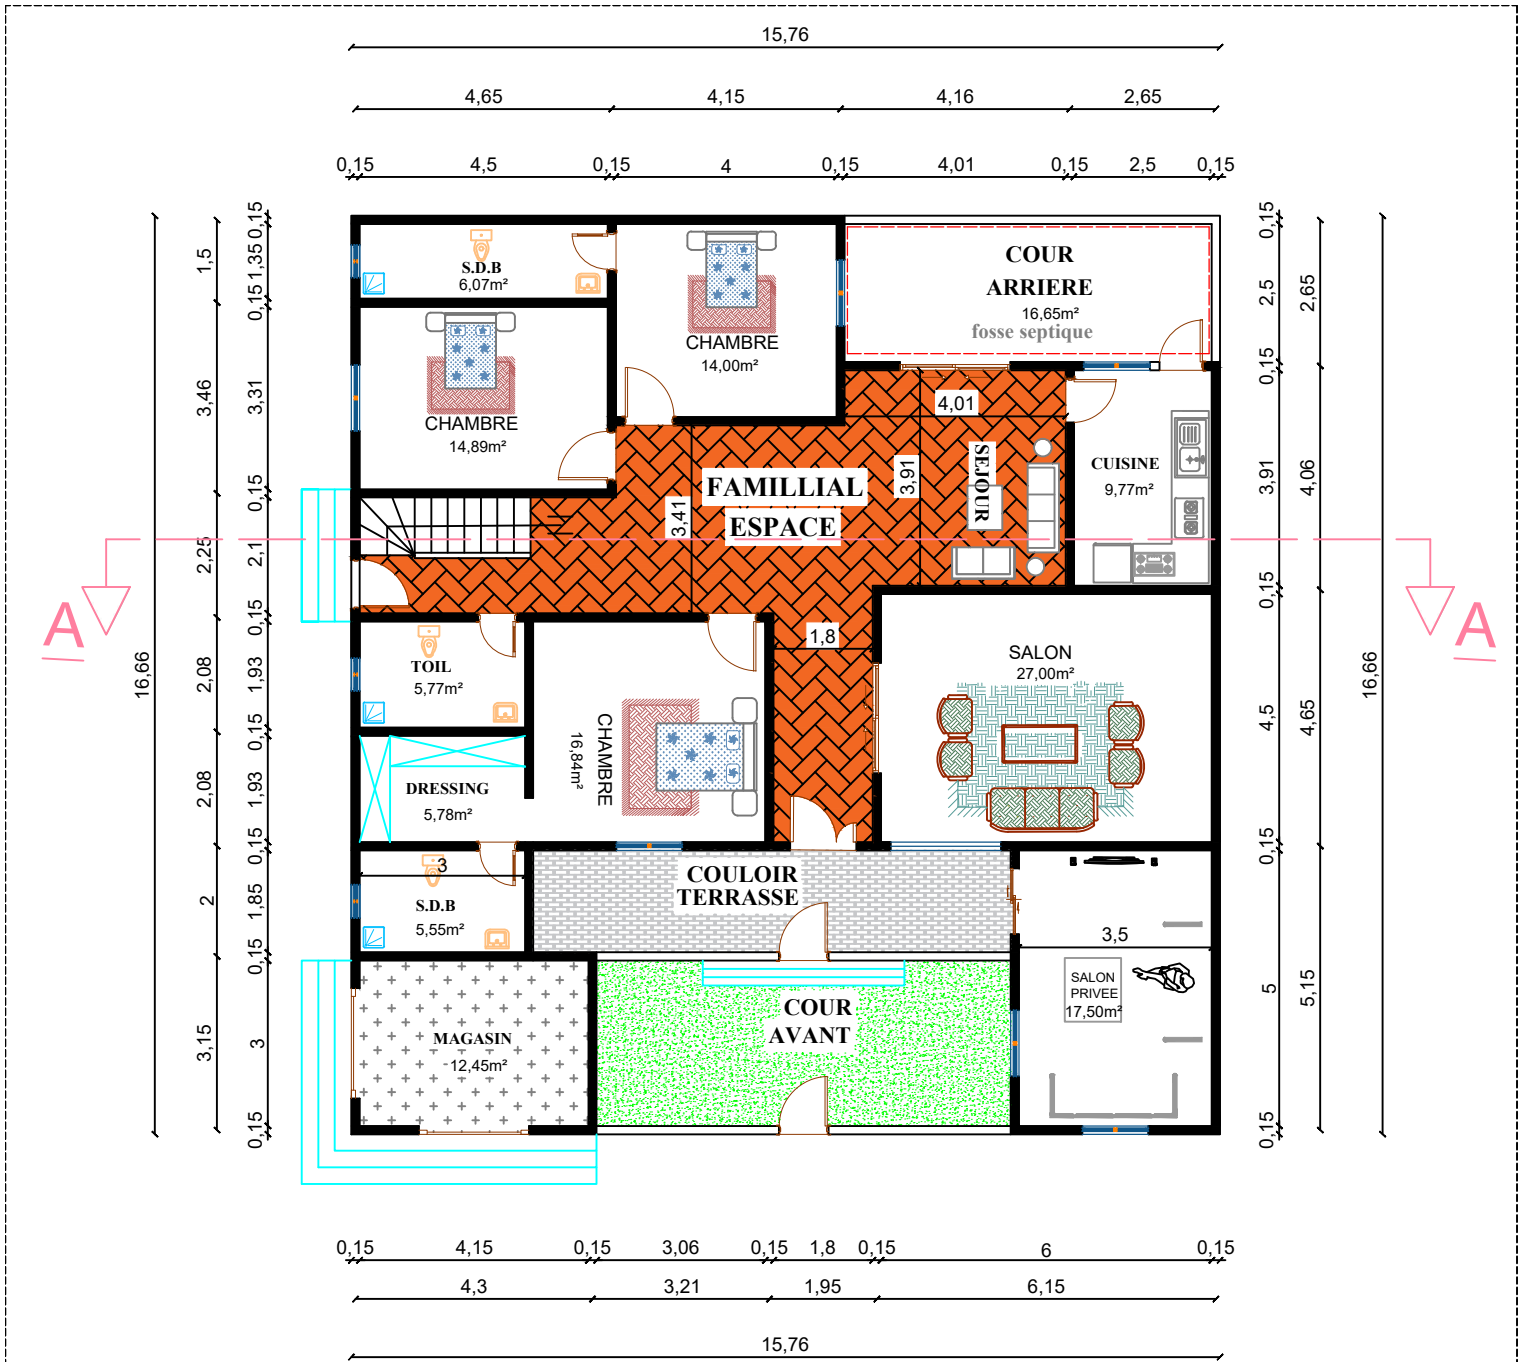 15,76
4,65 4,15 4,16 2,65
0,15 4,5 0,15 4 0,15 4,01 0,15 2,5 0,15
16,66
1,5 3,46 2,25 2,08 2,08 2 3,15
0,15 1,35 0,15 3,31 0,15 2,1 0,15 1,93 0,15 1,93 0,15 1,85 0,15 3 0,15
S.D.B
6,07m²
CHAMBRE
14,00m²
COUR
ARRIERE
16,65m²
fosse septique
CHAMBRE
14,89m²
4,01
SEJOUR
3,91
CUISINE
9,77m²
FAMILLIAL
ESPACE
3,41
A
A
TOIL
5,77m²
CHAMBRE
16,84m²
1,8
SALON
27,00m²
DRESSING
5,78m²
3
S.D.B
5,55m²
COULOIR
TERRASSE
3,5
SALON
PRIVEE
17,50m²
COUR
AVANT
MAGASIN
12,45m²
0,15 2,5 0,15 3,91 0,15 4,5 0,15 5 0,15
2,65 4,06 4,65 5,15
16,66
0,15 4,15 0,15 3,06 0,15 1,8 0,15 6 0,15
4,3 3,21 1,95 6,15
15,76